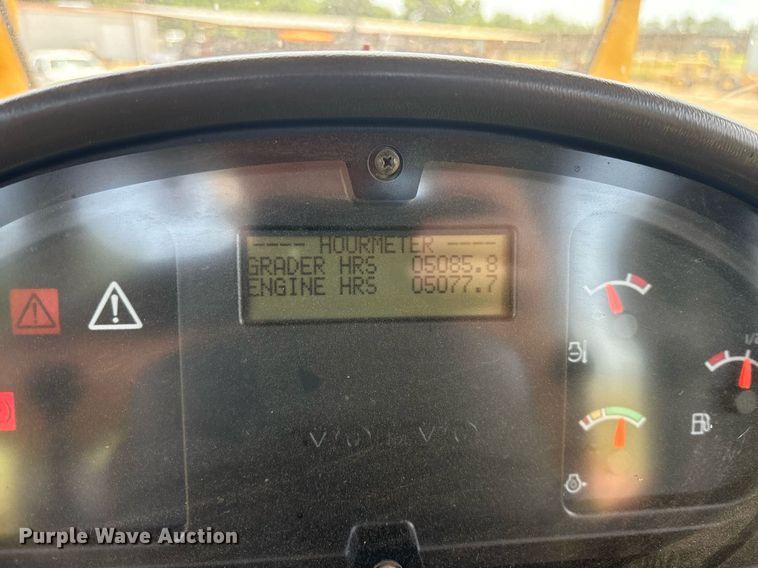 ---- HOURMETER ----
GRADER HRS 05085.8
ENGINE HRS 05077.7
VOLVO
Purple Wave Auction®